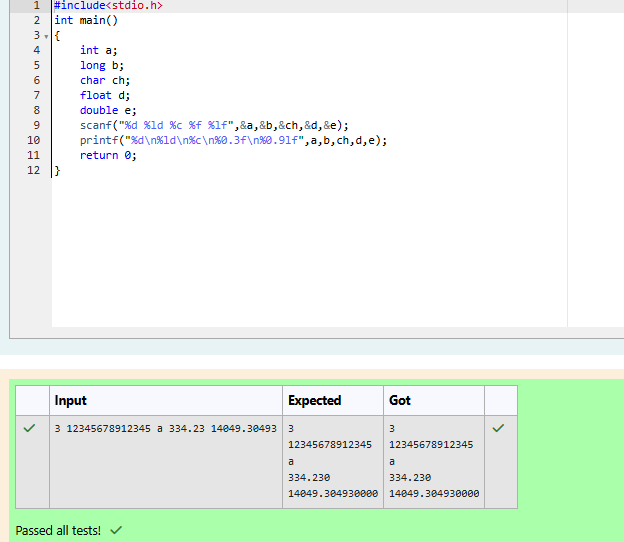 1 #include<stdio.h>
2 int main()
3 {
4 int a;
5 long b;
6 char ch;
7 float d;
8 double e;
9 scanf("%d %ld %c %f %lf",&a,&b,&ch,&d,&e);
10 printf("%d\n%ld\n%c\n%0.3f\n%0.9lf",a,b,ch,d,e);
11 return 0;
12 }
Input Expected Got
3 12345678912345 a 334.23 14049.30493 3 3
12345678912345 12345678912345
a a
334.230 334.230
14049.304930000 14049.304930000
Passed all tests!